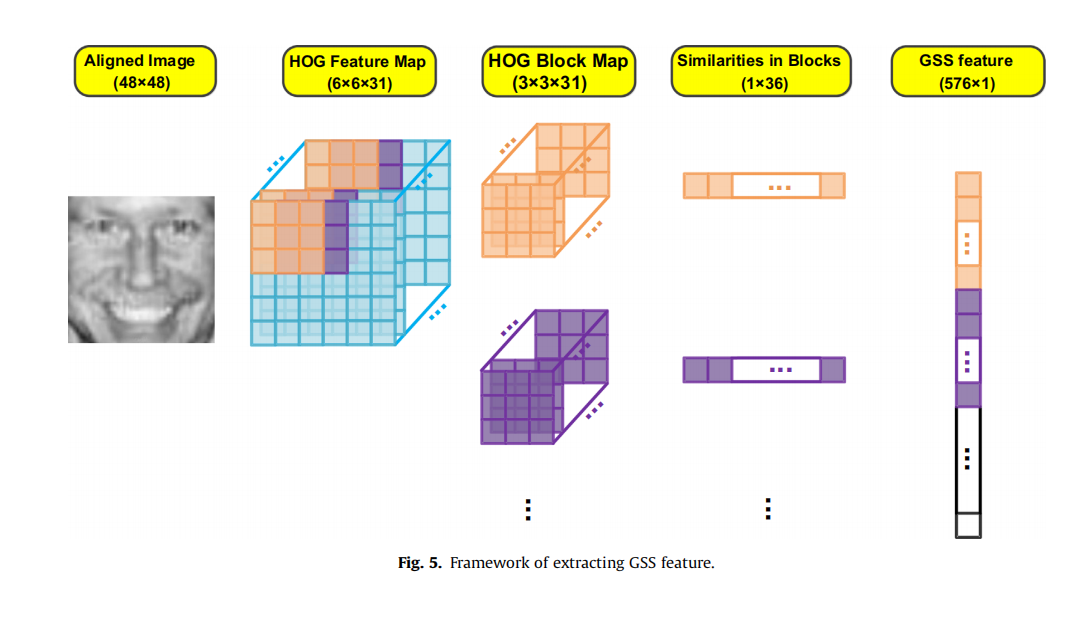 Aligned Image
(48×48)
HOG Feature Map
(6×6×31)
HOG Block Map
(3×3×31)
Similarities in Blocks
(1×36)
GSS feature
(576×1)
Fig. 5. Framework of extracting GSS feature.